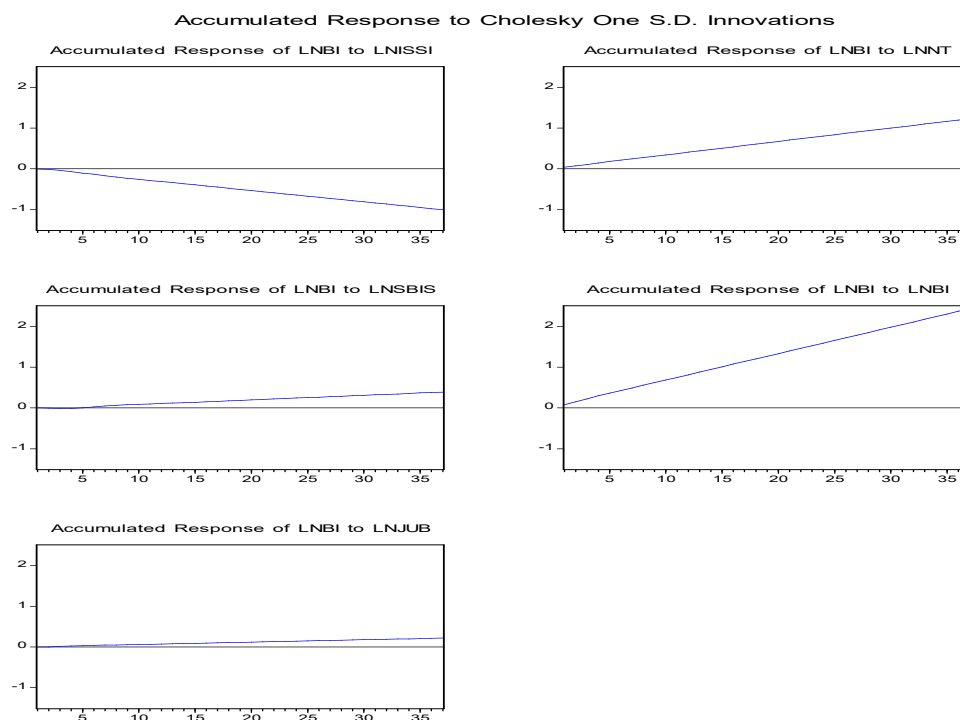 Accumulated Response to Cholesky One S.D. Innovations
Accumulated Response of LNBI to LNISSI
2
1
0
-1
5 10 15 20 25 30 35
Accumulated Response of LNBI to LNNT
2
1
0
-1
5 10 15 20 25 30 35
Accumulated Response of LNBI to LNSBIS
2
1
0
-1
5 10 15 20 25 30 35
Accumulated Response of LNBI to LNBI
2
1
0
-1
5 10 15 20 25 30 35
Accumulated Response of LNBI to LNJUB
2
1
0
-1
5 10 15 20 25 30 35